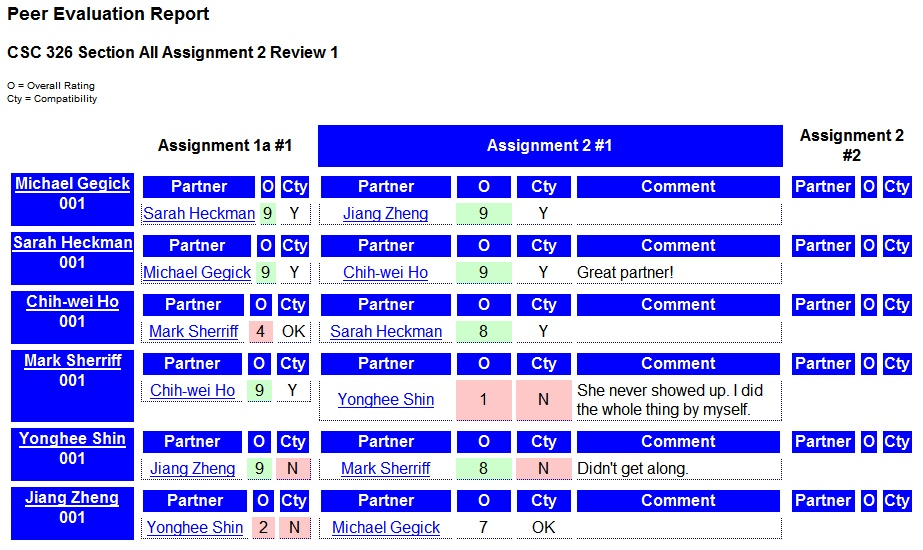 Peer Evaluation Report
CSC 326 Section All Assignment 2 Review 1
O = Overall Rating
Cty = Compatibility
Assignment 1a #1 Assignment 2 #1 Assignment 2 #2
Michael Gegick 001 Partner O Cty Partner O Cty Comment Partner O Cty
Sarah Heckman 9 Y Jiang Zheng 9 Y
Sarah Heckman 001 Partner O Cty Partner O Cty Comment Partner O Cty
Michael Gegick 9 Y Chih-wei Ho 9 Y Great partner!
Chih-wei Ho 001 Partner O Cty Partner O Cty Comment Partner O Cty
Mark Sherriff 4 OK Sarah Heckman 8 Y
Mark Sherriff 001 Partner O Cty Partner O Cty Comment Partner O Cty
Chih-wei Ho 9 Y Yonghee Shin 1 N She never showed up. I did
the whole thing by myself.
Yonghee Shin 001 Partner O Cty Partner O Cty Comment Partner O Cty
Jiang Zheng 9 N Mark Sherriff 8 N Didn't get along.
Jiang Zheng 001 Partner O Cty Partner O Cty Comment Partner O Cty
Yonghee Shin 2 N Michael Gegick 7 OK